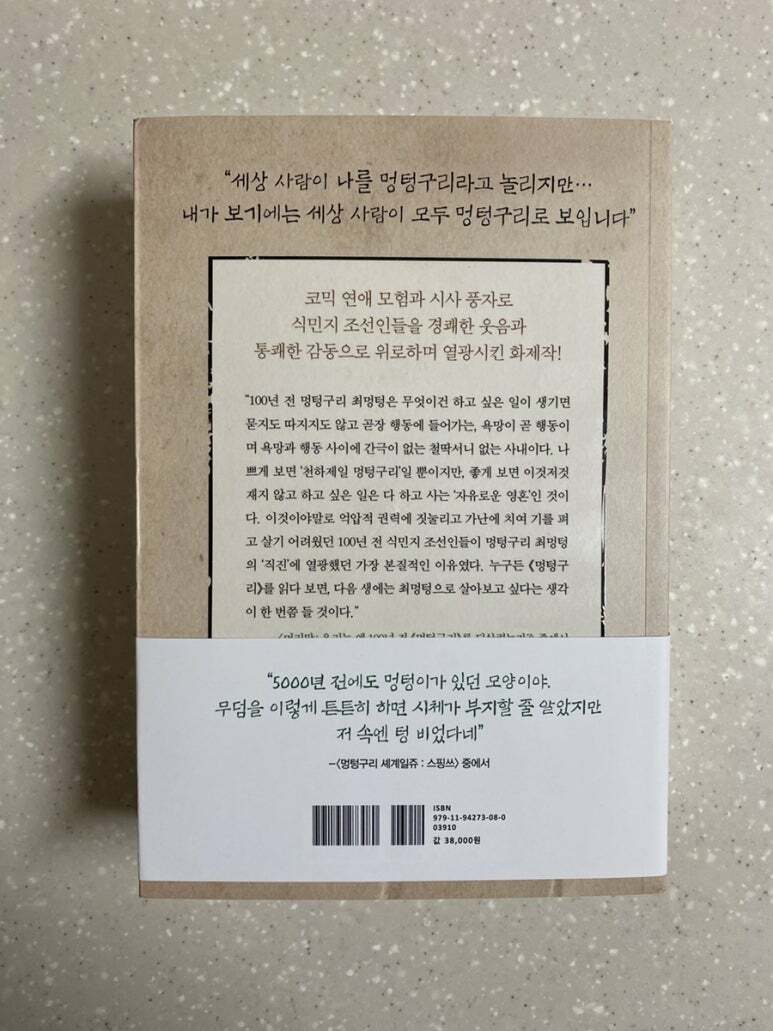 “세상 사람이 나를 멍텅구리라고 놀리지만…
내가 보기에는 세상 사람이 모두 멍텅구리로 보입니다”
코믹 연애 모험과 시사 풍자로
식민지 조선인들을 경쾌한 웃음과
통쾌한 감동으로 위로하며 열광시킨 화제작!
“100년 전 멍텅구리 최멍텅은 무엇이건 하고 싶은 일이 생기면
묻지도 따지지도 않고 곧장 행동에 들어가는, 욕망이 곧 행동이
며 욕망과 행동 사이에 간극이 없는 철딱서니 없는 사내이다. 나
쁘게 보면 ‘천하제일 멍텅구리’일 뿐이지만, 좋게 보면 이것저것
재지 않고 하고 싶은 일은 다 하고 사는 ‘자유로운 영혼’인 것이
다. 이것이야말로 억압적 권력에 짓눌리고 가난에 치여 기를 펴
고 살기 어려웠던 100년 전 식민지 조선인들이 멍텅구리 최멍텅
의 ‘직진’에 열광했던 가장 본질적인 이유였다. 누구든 《멍텅구
리》를 읽다 보면, 다음 생에는 최멍텅으로 살아보고 싶다는 생각
이 한 번쯤 들 것이다.”
“5000년 전에도 멍텅이가 있던 모양이야.
무덤을 이렇게 튼튼히 하면 시체가 부지할 줄 알았지만
저 속엔 텅 비었다네”
–〈멍텅구리 세계일쥬 : 스핑쓰〉 중에서
ISBN
979-11-94273-08-0
03910
값 38,000원